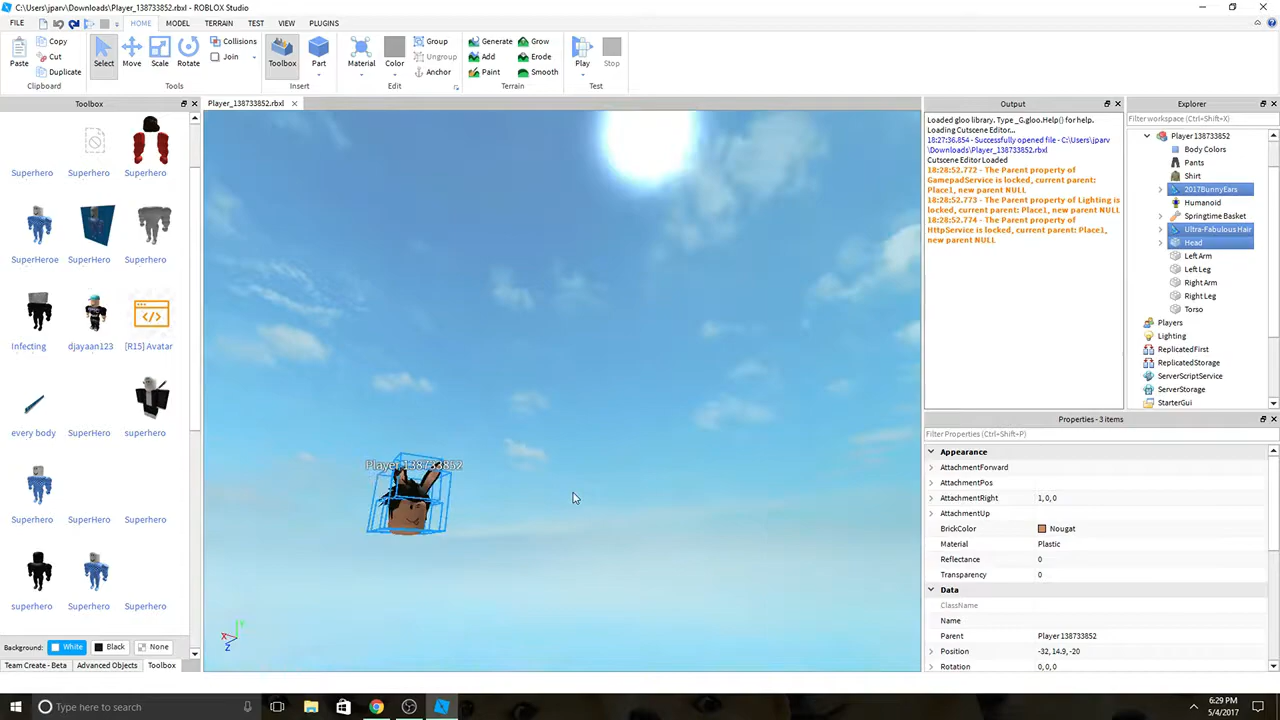 C:\Users\jparv\Downloads\Player_138733852.rbxl - ROBLOX Studio
FILE
HOME
MODEL
TERRAIN
TEST
VIEW
PLUGINS
Paste
Copy
Cut
Duplicate
Clipboard
Select
Move
Scale
Rotate
Collisions
Join
Tools
Toolbox
Part
Insert
Material
Color
Group
Ungroup
Anchor
Edit
Generate
Add
Paint
Grow
Erode
Smooth
Terrain
Play
Stop
Test
Toolbox
Superhero Superhero Superhero
SuperHeroe SuperHero Superhero
Infecting djayaan123 [R15] Avatar
every body SuperHero superhero
Superhero SuperHero Superhero
superhero Superhero Superhero
Background: White Black None
Team Create - Beta Advanced Objects Toolbox
Player_138733852.rbxl
Player 138733852
X Y Z
Output
Loaded gloo library. Type _G.gloo.Help() for help.
Loading Cutscene Editor...
18:27:36.854 - Successfully opened file - C:\Users\jparv
\Downloads\Player_138733852.rbxl
Cutscene Editor Loaded
18:28:52.772 - The Parent property of
GamepadService is locked, current parent:
Place1, new parent NULL
18:28:52.773 - The Parent property of Lighting is
locked, current parent: Place1, new parent NULL
18:28:52.774 - The Parent property of
HttpService is locked, current parent: Place1,
new parent NULL
Explorer
Filter workspace (Ctrl+Shift+X)
Player 138733852
Body Colors
Pants
Shirt
2017BunnyEars
Humanoid
Springtime Basket
Ultra-Fabulous Hair
Head
Left Arm
Left Leg
Right Arm
Right Leg
Torso
Players
Lighting
ReplicatedFirst
ReplicatedStorage
ServerScriptService
ServerStorage
StarterGui
Properties - 3 items
Filter Properties (Ctrl+Shift+P)
Appearance
AttachmentForward
AttachmentPos
AttachmentRight 1, 0, 0
AttachmentUp
BrickColor Nougat
Material Plastic
Reflectance 0
Transparency 0
Data
ClassName
Name
Parent Player 138733852
Position -32, 14.9, -20
Rotation 0, 0, 0
Type here to search
6:29 PM
5/4/2017